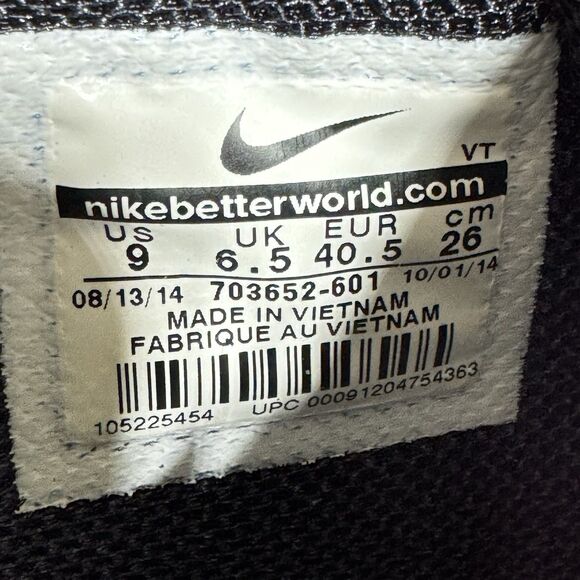 VT
nikebetterworld.com
US UK EUR cm
9 6.5 40.5 26
08/13/14 703652-601 10/01/14
MADE IN VIETNAM
FABRIQUE AU VIETNAM
105225454 UPC 00091204754363